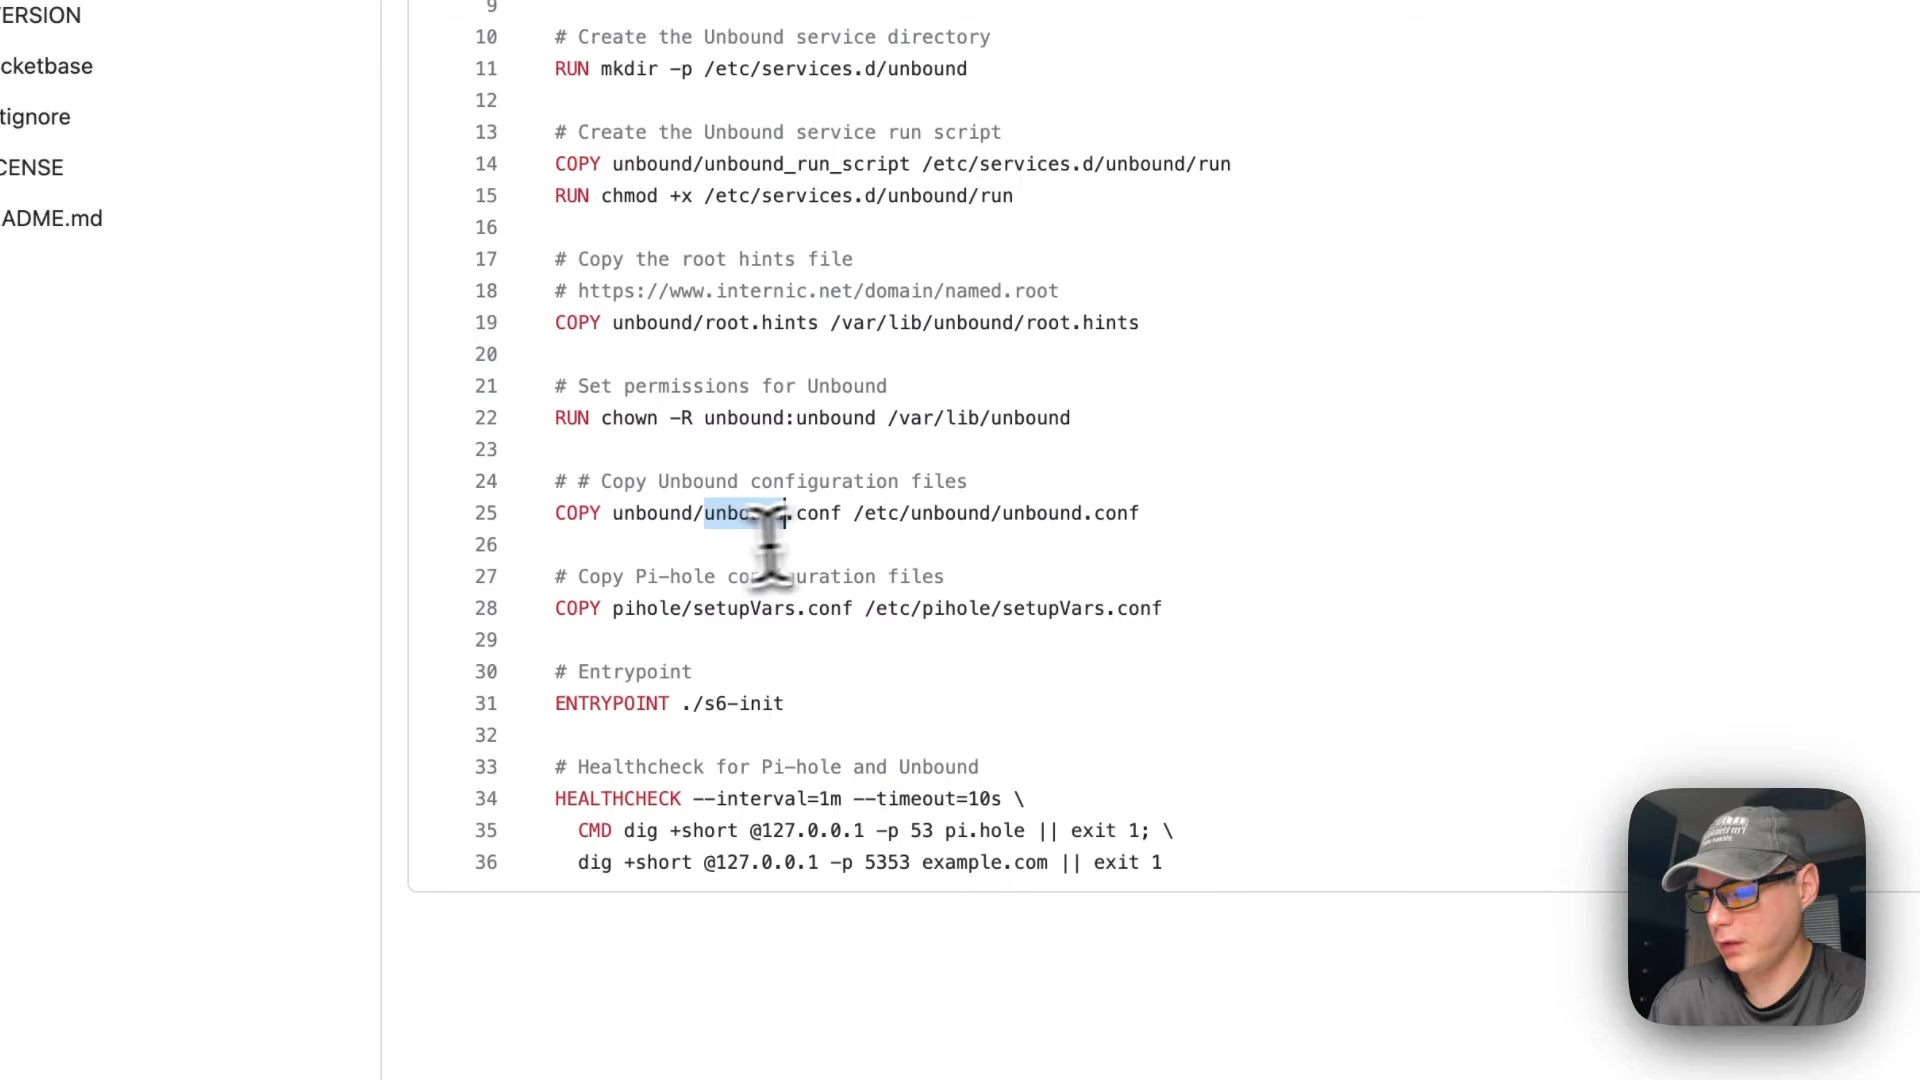 ERSION
cketbase
tignore
CENSE
ADME.md
9
10 # Create the Unbound service directory
11 RUN mkdir -p /etc/services.d/unbound
12
13 # Create the Unbound service run script
14 COPY unbound/unbound_run_script /etc/services.d/unbound/run
15 RUN chmod +x /etc/services.d/unbound/run
16
17 # Copy the root hints file
18 # https://www.internic.net/domain/named.root
19 COPY unbound/root.hints /var/lib/unbound/root.hints
20
21 # Set permissions for Unbound
22 RUN chown -R unbound:unbound /var/lib/unbound
23
24 # # Copy Unbound configuration files
25 COPY unbound/unbound.conf /etc/unbound/unbound.conf
26
27 # Copy Pi-hole configuration files
28 COPY pihole/setupVars.conf /etc/pihole/setupVars.conf
29
30 # Entrypoint
31 ENTRYPOINT ./s6-init
32
33 # Healthcheck for Pi-hole and Unbound
34 HEALTHCHECK --interval=1m --timeout=10s \
35 CMD dig +short @127.0.0.1 -p 53 pi.hole || exit 1; \
36 dig +short @127.0.0.1 -p 5353 example.com || exit 1